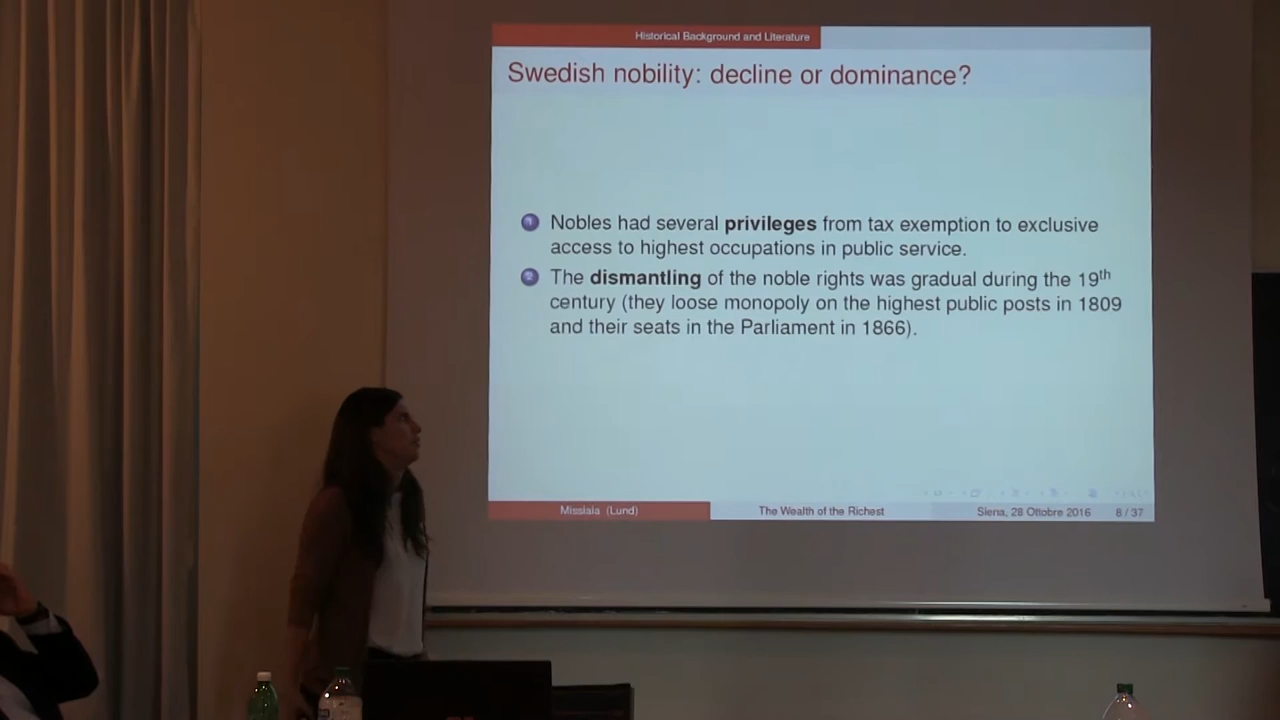 Historical Background and Literature
Swedish nobility: decline or dominance?
1 Nobles had several privileges from tax exemption to exclusive
access to highest occupations in public service.
2 The dismantling of the noble rights was gradual during the 19th
century (they loose monopoly on the highest public posts in 1809
and their seats in the Parliament in 1866).
Missiaia (Lund) The Wealth of the Richest Siena, 28 Ottobre 2016 8 / 37